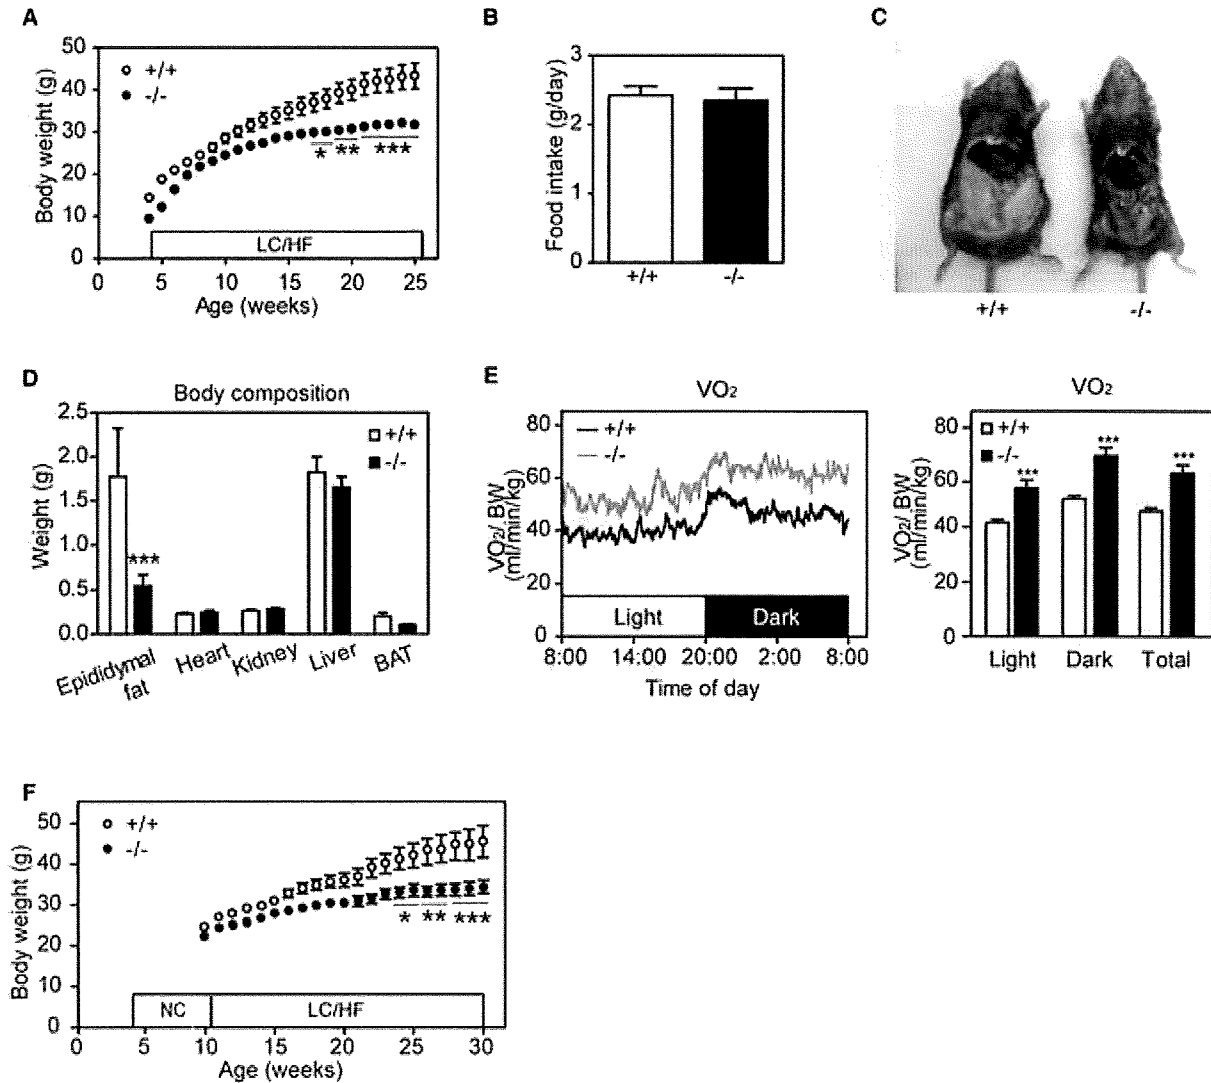 A
Body weight (g)
50
40
30
20
10
0
+/+
-/-
* ** ***
LC/HF
0 5 10 15 20 25
Age (weeks)
B
Food intake (g/day)
3
2
1
0
+/+ -/-
C
+/+ -/-
D
Body composition
Weight (g)
2.5
2.0
1.5
1.0
0.5
0.0
+/+
-/-
***
Epididymal fat Heart Kidney Liver BAT
E
VO2
VO2/ BW
(ml/min/kg)
80
60
40
20
0
+/+
-/-
Light Dark
8:00 14:00 20:00 2:00 8:00
Time of day
VO2
VO2/ BW
(ml/min/kg)
80
60
40
20
0
+/+
-/-
*** *** ***
Light Dark Total
F
Body weight (g)
50
40
30
20
10
0
+/+
-/-
* ** ***
NC LC/HF
0 5 10 15 20 25 30
Age (weeks)